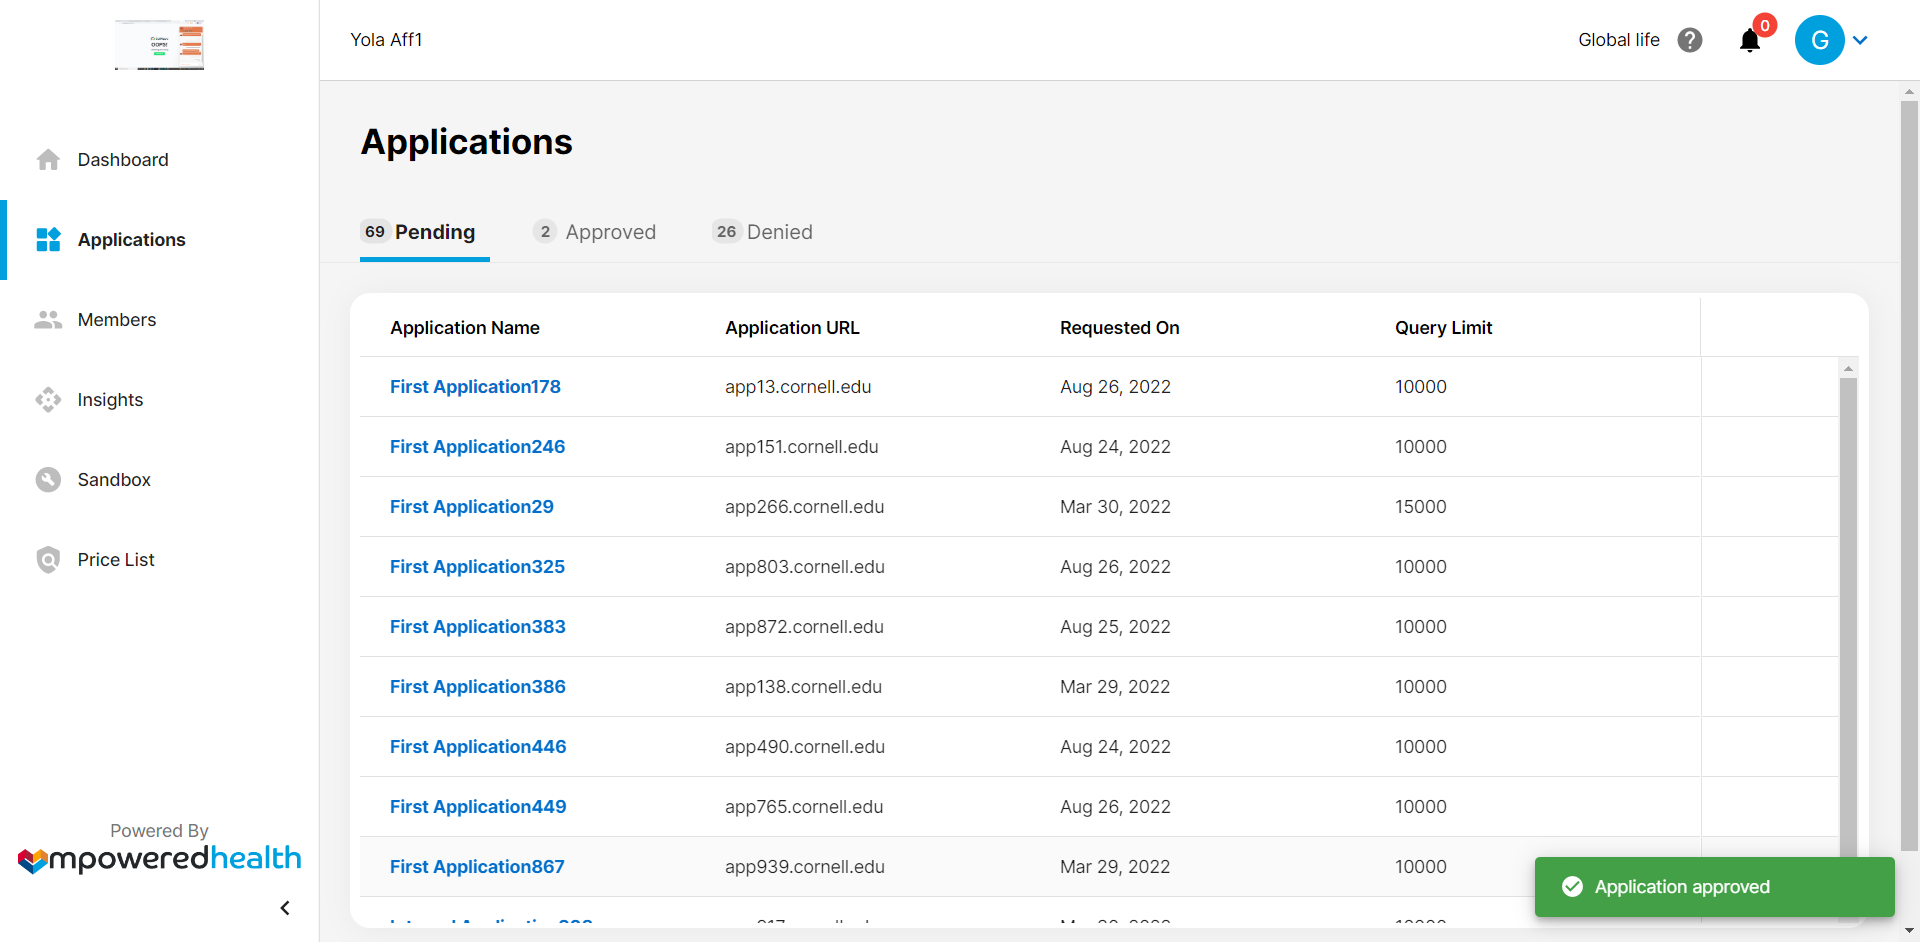 Yola Aff1
Global life
0
G
Dashboard
Applications
Members
Insights
Sandbox
Price List
Powered By
mpoweredhealth
Applications
69 Pending
2 Approved
26 Denied
Application Name Application URL Requested On Query Limit
First Application178 app13.cornell.edu Aug 26, 2022 10000
First Application246 app151.cornell.edu Aug 24, 2022 10000
First Application29 app266.cornell.edu Mar 30, 2022 15000
First Application325 app803.cornell.edu Aug 26, 2022 10000
First Application383 app872.cornell.edu Aug 25, 2022 10000
First Application386 app138.cornell.edu Mar 29, 2022 10000
First Application446 app490.cornell.edu Aug 24, 2022 10000
First Application449 app765.cornell.edu Aug 26, 2022 10000
First Application867 app939.cornell.edu Mar 29, 2022 10000
Application approved